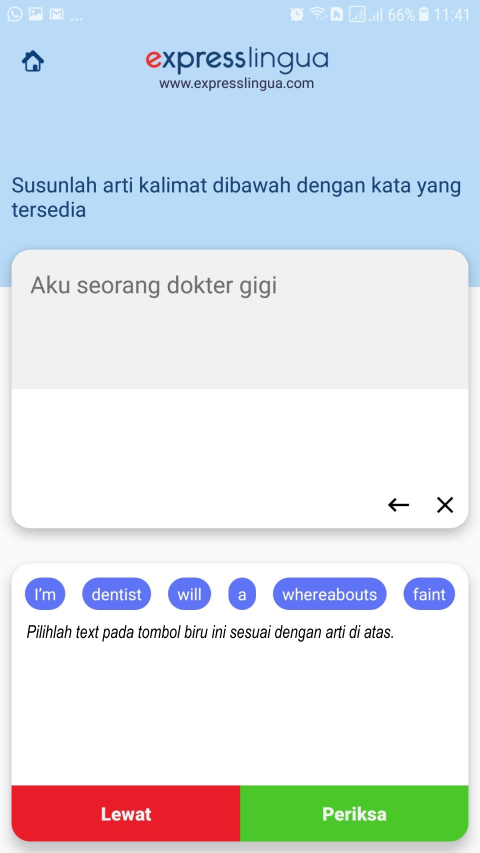 ... 66% 11:41
expresslingua
www.expresslingua.com
Susunlah arti kalimat dibawah dengan kata yang
tersedia
Aku seorang dokter gigi
I'm dentist will a whereabouts faint
Pilihlah text pada tombol biru ini sesuai dengan arti di atas.
Lewat Periksa